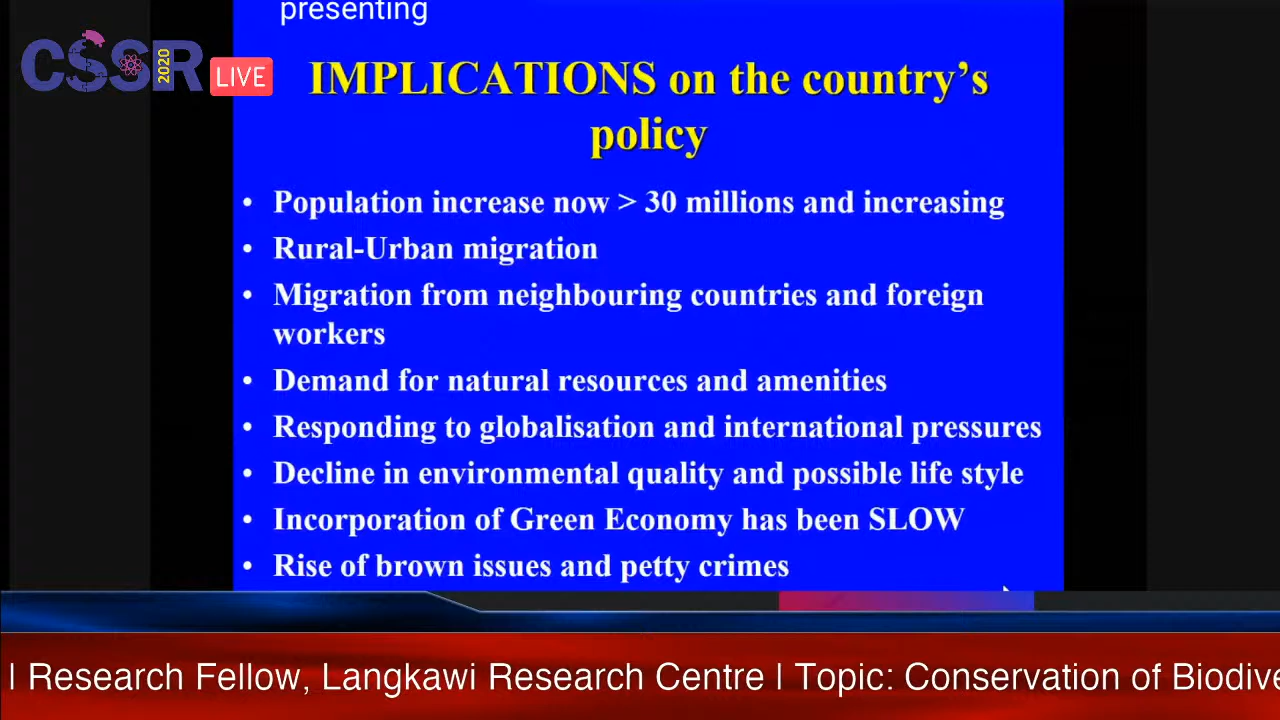 presenting
CSSR
2020
LIVE
IMPLICATIONS on the country's
policy
• Population increase now > 30 millions and increasing
• Rural-Urban migration
• Migration from neighbouring countries and foreign
workers
• Demand for natural resources and amenities
• Responding to globalisation and international pressures
• Decline in environmental quality and possible life style
• Incorporation of Green Economy has been SLOW
• Rise of brown issues and petty crimes
| Research Fellow, Langkawi Research Centre | Topic: Conservation of Biodive